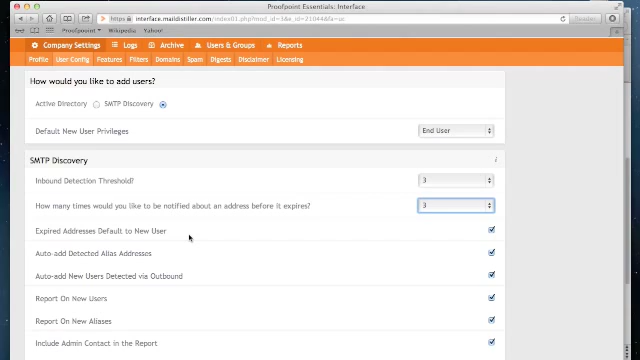 Proofpoint Essentials: Interface
https
interface.maildistiller.com/index01.php?mod_id=1&e_id=21044&fa=uc
Proofpoint Wikipedia Yahoo!
Company Settings Logs Archive Users & Groups Reports
Profile User Config Features Filters Domains Spam Digests Disclaimer Licensing
How would you like to add users?
Active Directory SMTP Discovery
Default New User Privileges End User
SMTP Discovery i
Inbound Detection Threshold? 3
How many times would you like to be notified about an address before it expires? 3
Expired Addresses Default to New User
Auto-add Detected Alias Addresses
Auto-add New Users Detected via Outbound
Report On New Users
Report On New Aliases
Include Admin Contact in the Report